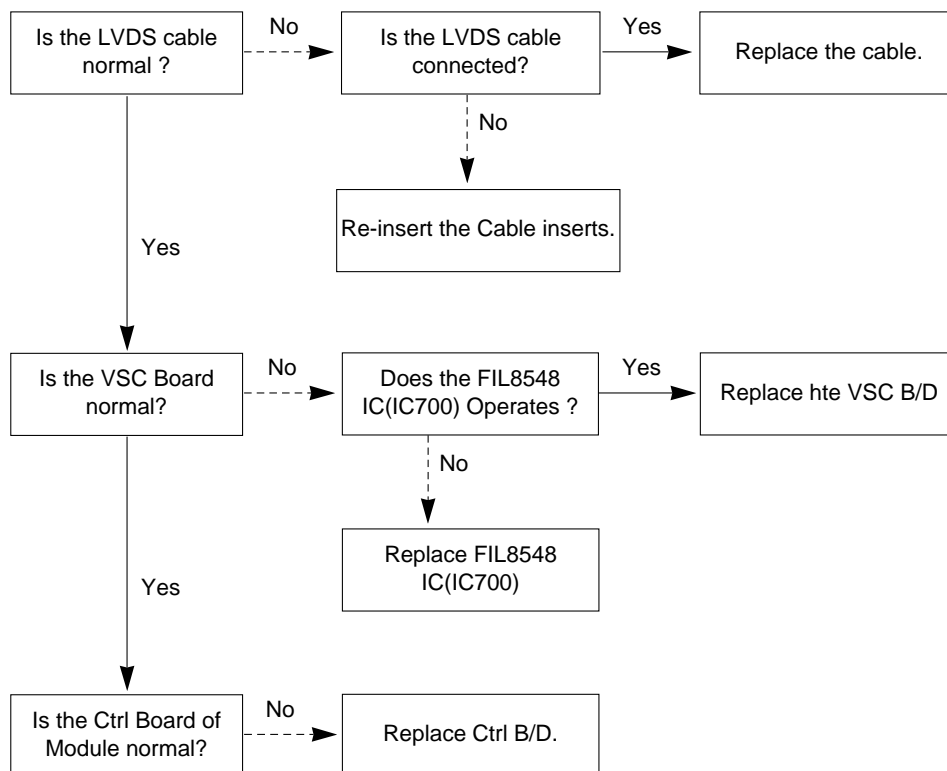 Is the LVDS cable
normal ?
No
Is the LVDS cable
connected?
Yes
Replace the cable.
No
Re-insert the Cable inserts.
Yes
Is the VSC Board
normal?
No
Does the FIL8548
IC(IC700) Operates ?
Yes
Replace hte VSC B/D
No
Replace FIL8548
IC(IC700)
Yes
Is the Ctrl Board of
Module normal?
No
Replace Ctrl B/D.